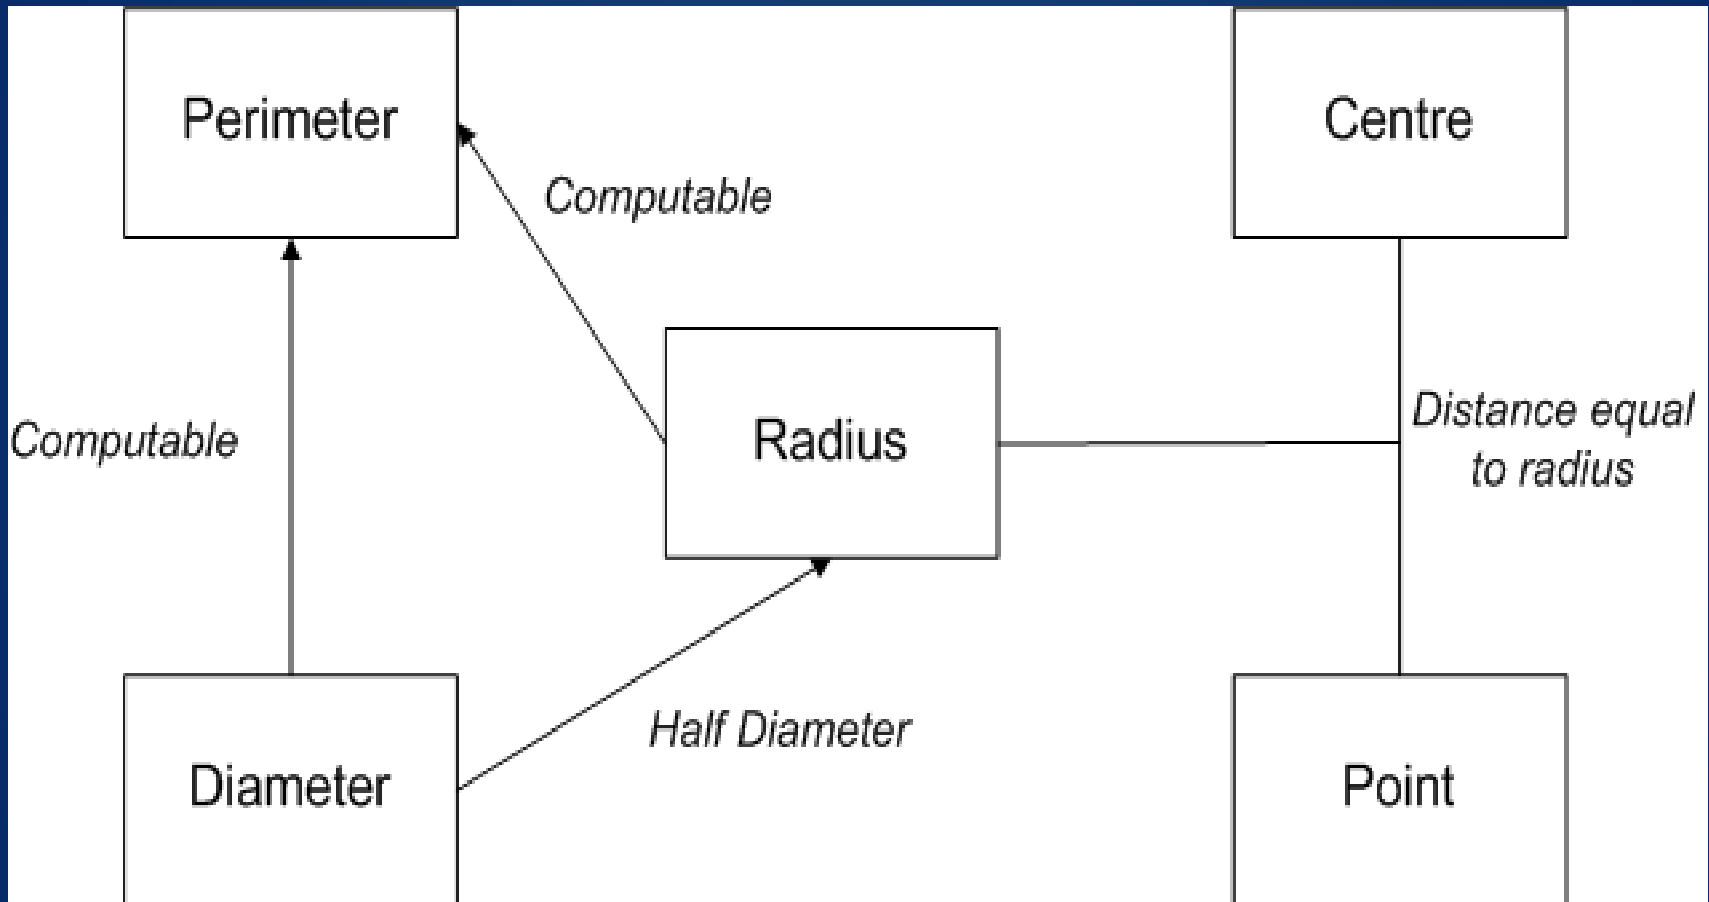 Perimeter
Centre
Computable
Radius
Computable
Distance equal
to radius
Half Diameter
Diameter
Point